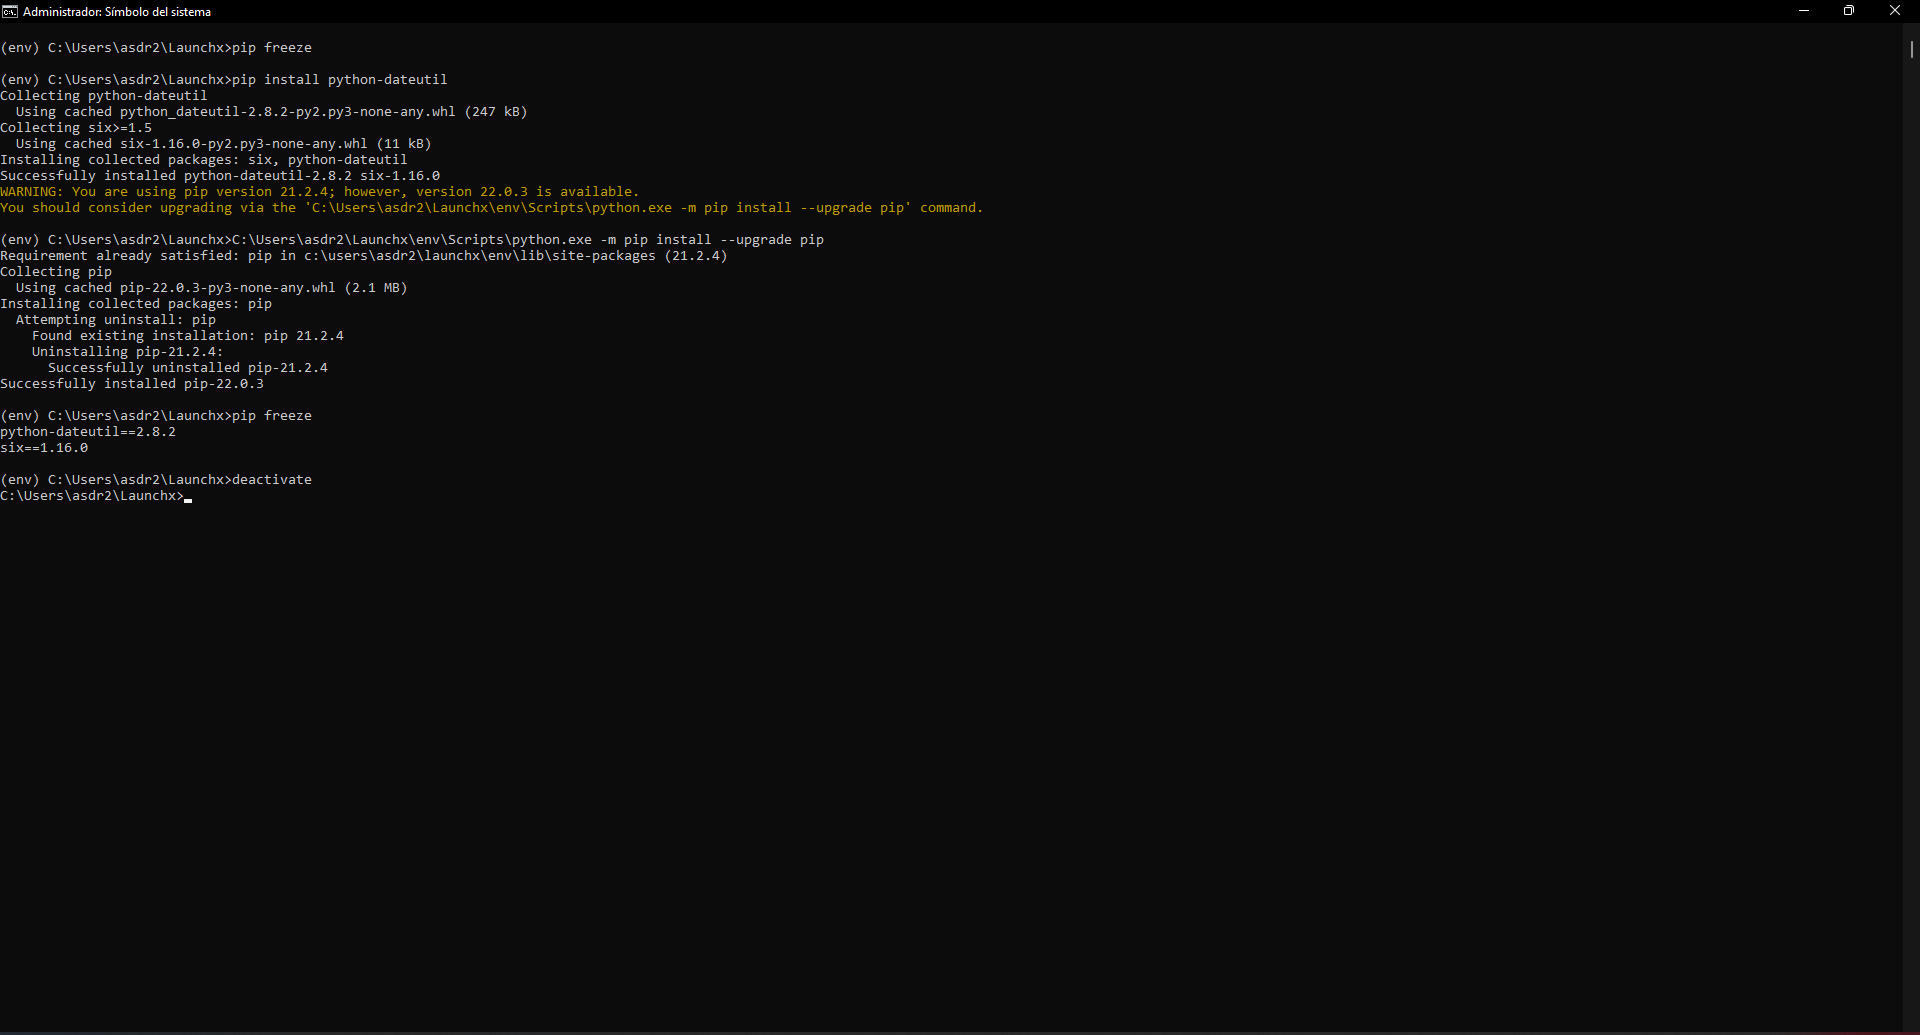 Administrador: Símbolo del sistema
(env) C:\Users\asdr2\Launchx>pip freeze
(env) C:\Users\asdr2\Launchx>pip install python-dateutil
Collecting python-dateutil
  Using cached python_dateutil-2.8.2-py2.py3-none-any.whl (247 kB)
Collecting six>=1.5
  Using cached six-1.16.0-py2.py3-none-any.whl (11 kB)
Installing collected packages: six, python-dateutil
Successfully installed python-dateutil-2.8.2 six-1.16.0
WARNING: You are using pip version 21.2.4; however, version 22.0.3 is available.
You should consider upgrading via the 'C:\Users\asdr2\Launchx\env\Scripts\python.exe -m pip install --upgrade pip' command.
(env) C:\Users\asdr2\Launchx>C:\Users\asdr2\Launchx\env\Scripts\python.exe -m pip install --upgrade pip
Requirement already satisfied: pip in c:\users\asdr2\launchx\env\lib\site-packages (21.2.4)
Collecting pip
  Using cached pip-22.0.3-py3-none-any.whl (2.1 MB)
Installing collected packages: pip
  Attempting uninstall: pip
    Found existing installation: pip 21.2.4
    Uninstalling pip-21.2.4:
      Successfully uninstalled pip-21.2.4
Successfully installed pip-22.0.3
(env) C:\Users\asdr2\Launchx>pip freeze
python-dateutil==2.8.2
six==1.16.0
(env) C:\Users\asdr2\Launchx>deactivate
C:\Users\asdr2\Launchx>